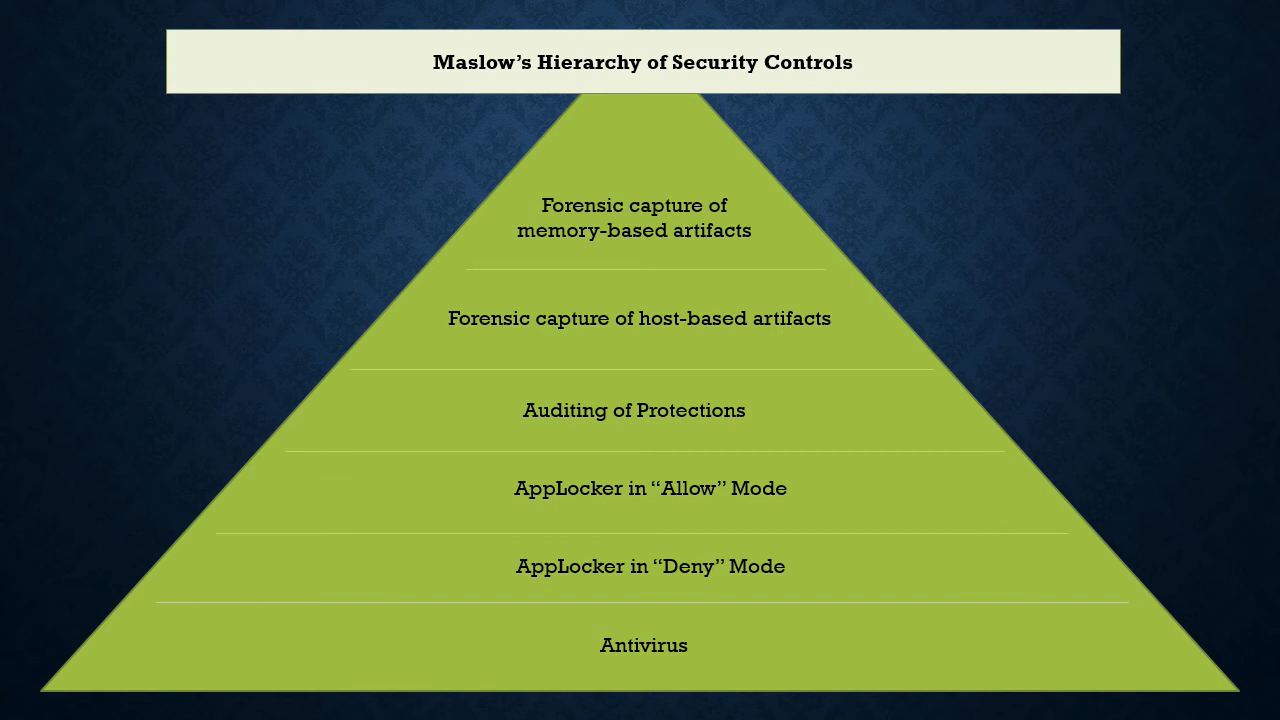 Maslow’s Hierarchy of Security Controls
Forensic capture of
memory-based artifacts
Forensic capture of host-based artifacts
Auditing of Protections
AppLocker in “Allow” Mode
AppLocker in “Deny” Mode
Antivirus